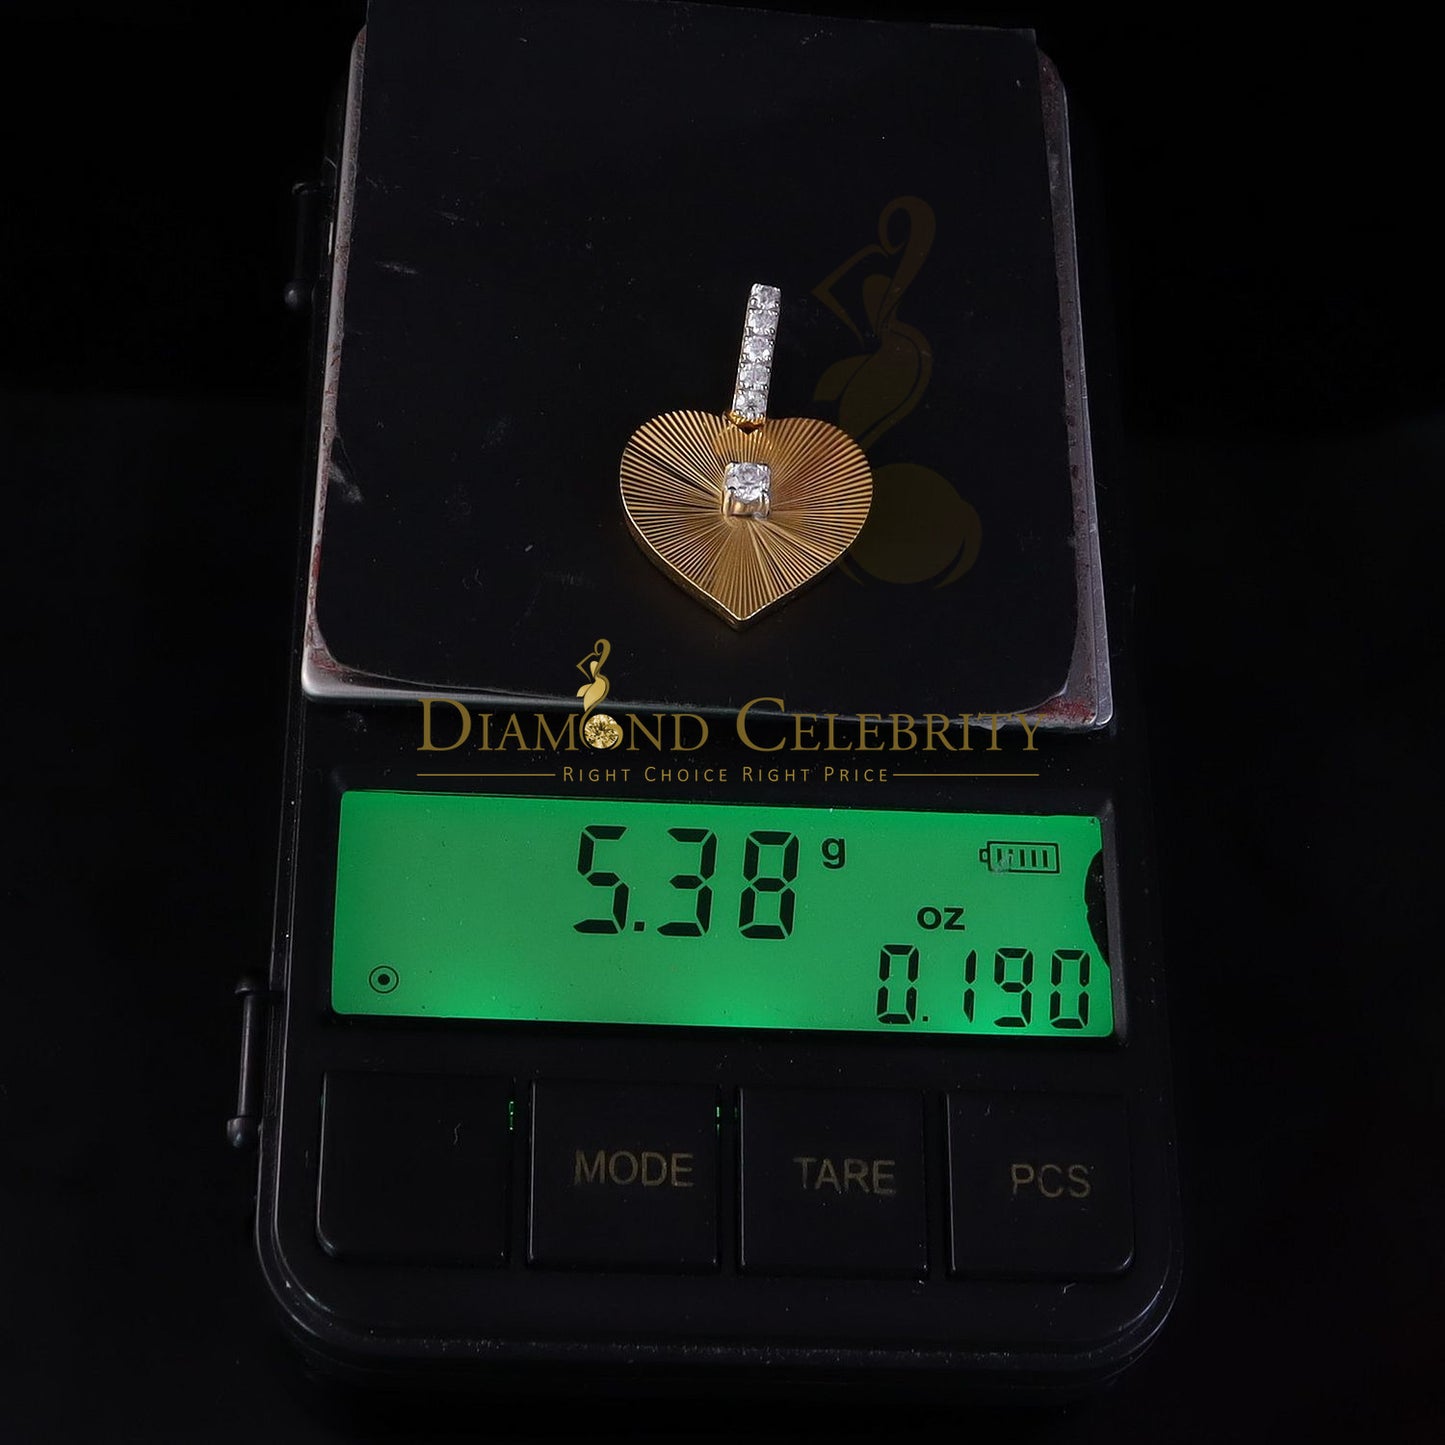 DIAMOND CELEBRITY
RIGHT CHOICE RIGHT PRICE
5.38 g
oz
0.190
MODE TARE PCS